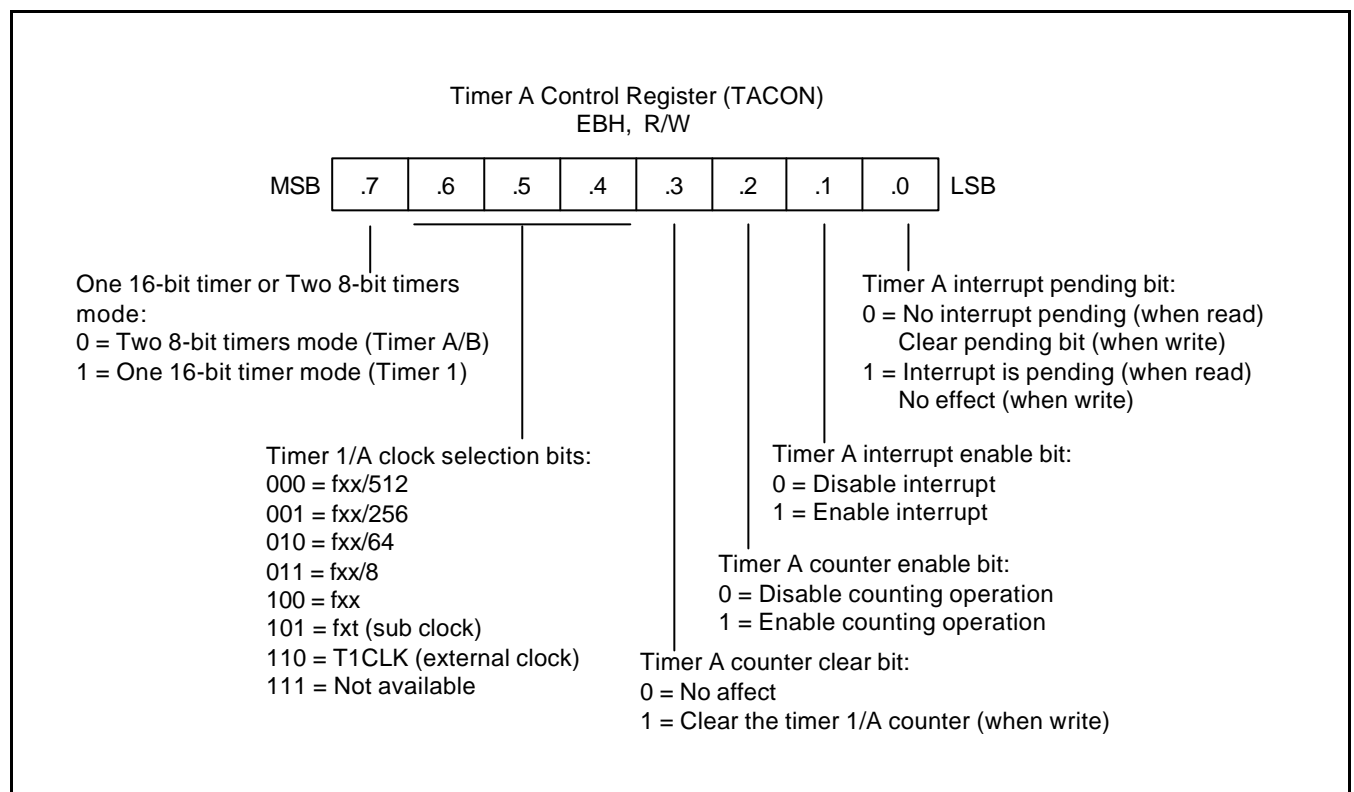 Timer A Control Register (TACON)
EBH, R/W
MSB .7 .6 .5 .4 .3 .2 .1 .0 LSB
One 16-bit timer or Two 8-bit timers
mode:
0 = Two 8-bit timers mode (Timer A/B)
1 = One 16-bit timer mode (Timer 1)
Timer A interrupt pending bit:
0 = No interrupt pending (when read)
Clear pending bit (when write)
1 = Interrupt is pending (when read)
No effect (when write)
Timer 1/A clock selection bits:
000 = fxx/512
001 = fxx/256
010 = fxx/64
011 = fxx/8
100 = fxx
101 = fxt (sub clock)
110 = T1CLK (external clock)
111 = Not available
Timer A interrupt enable bit:
0 = Disable interrupt
1 = Enable interrupt
Timer A counter enable bit:
0 = Disable counting operation
1 = Enable counting operation
Timer A counter clear bit:
0 = No affect
1 = Clear the timer 1/A counter (when write)